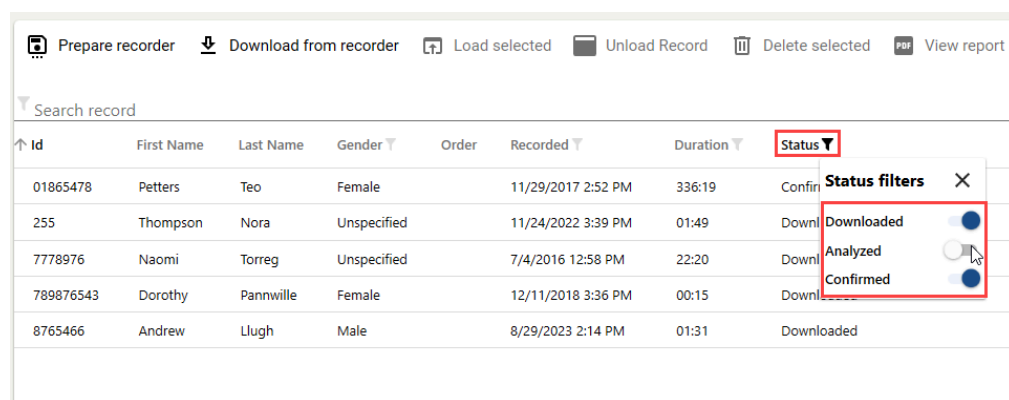 Prepare recorder Download from recorder Load selected Unload Record Delete selected PDF View report
Search record
Id First Name Last Name Gender Order Recorded Duration Status
Status filters
01865478 Petters Teo Female 11/29/2017 2:52 PM 336:19
Downloaded
255 Thompson Nora Unspecified 11/24/2022 3:39 PM 01:49
Analyzed
7778976 Naomi Torreg Unspecified 7/4/2016 12:58 PM 22:20
Confirmed
789876543 Dorothy Pannwille Female 12/11/2018 3:36 PM 00:15
8765466 Andrew Llugh Male 8/29/2023 2:14 PM 01:31 Downloaded